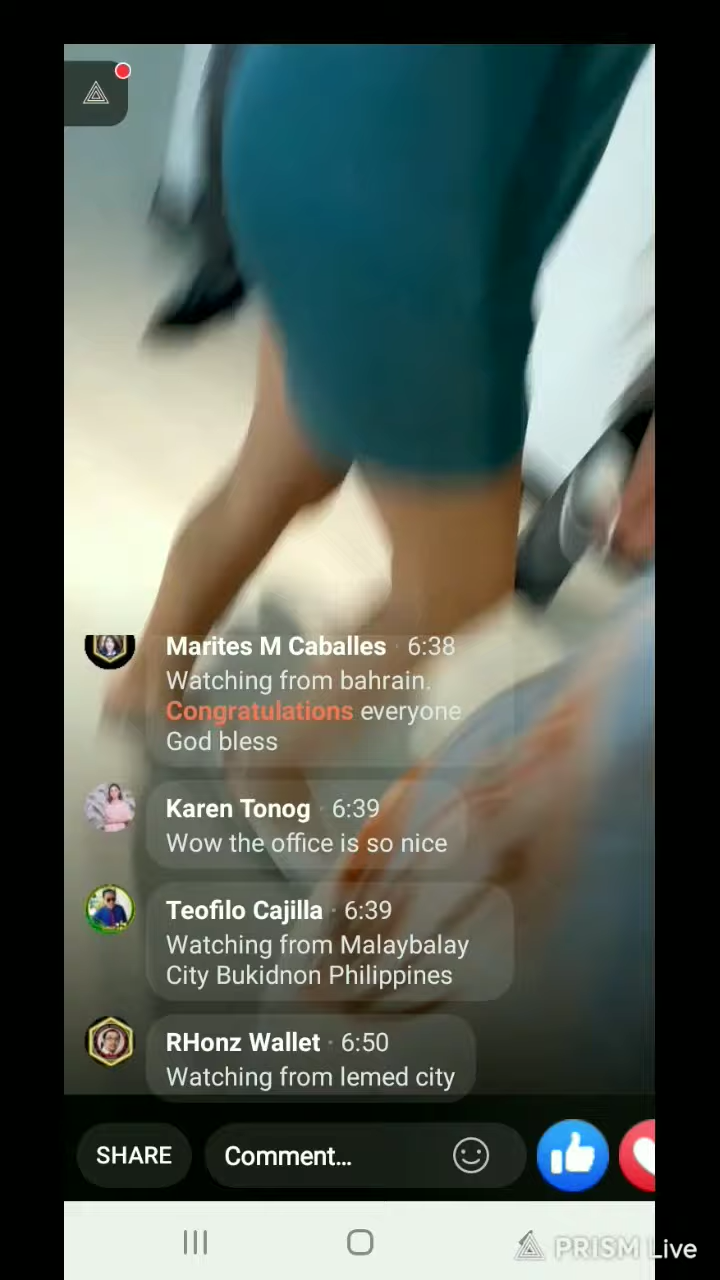 Marites M Caballes · 6:38
Watching from bahrain.
Congratulations everyone
God bless
Karen Tonog · 6:39
Wow the office is so nice
Teofilo Cajilla · 6:39
Watching from Malaybalay
City Bukidnon Philippines
RHonz Wallet · 6:50
Watching from lemed city
SHARE
Comment...
PRISM Live